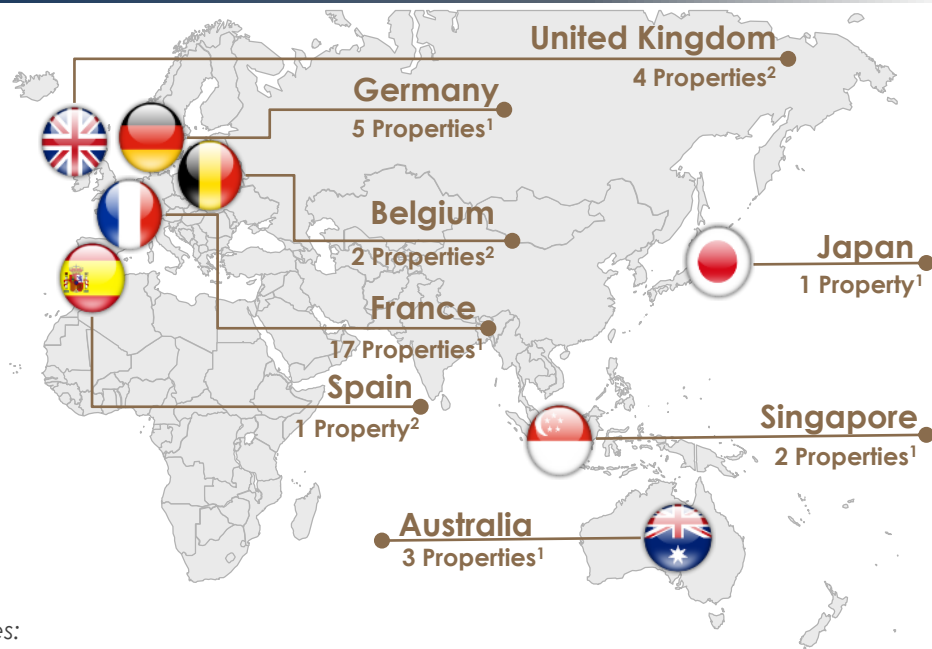 United Kingdom
4 Properties²
Germany
5 Properties¹
Belgium
2 Properties²
Japan
1 Property¹
France
17 Properties¹
Spain
1 Property²
Singapore
2 Properties¹
Australia
3 Properties¹